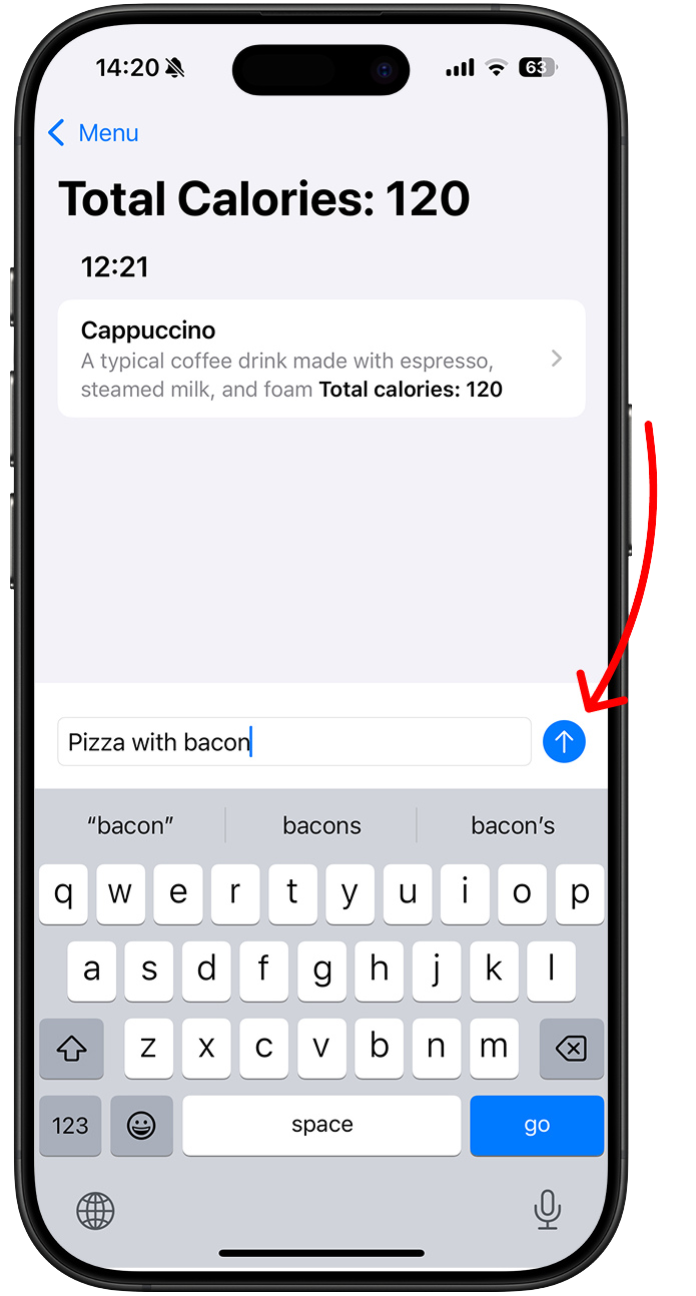 14:20
63
Menu
Total Calories: 120
12:21
Cappuccino
A typical coffee drink made with espresso,
steamed milk, and foam Total calories: 120
Pizza with bacon
“bacon” bacons bacon's
q w e r t y u i o p
a s d f g h j k l
z x c v b n m
123 space go